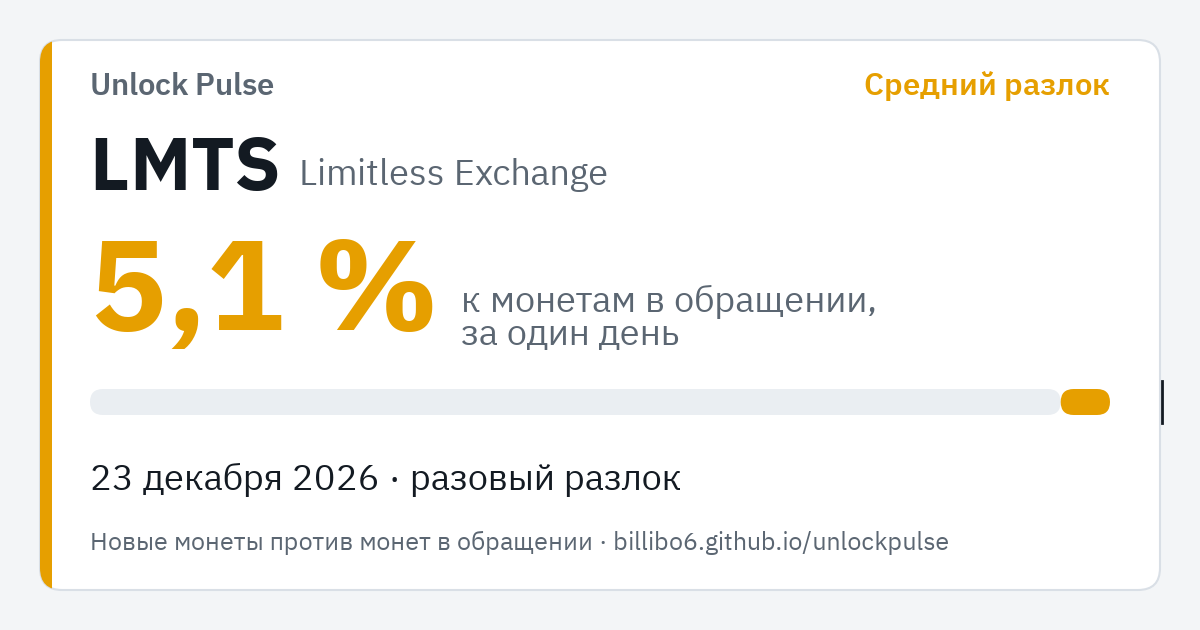 Unlock Pulse
Средний разлок
LMTS Limitless Exchange
5,1 % к монетам в обращении,
за один день
23 декабря 2026 · разовый разлок
Новые монеты против монет в обращении · billibo6.github.io/unlockpulse